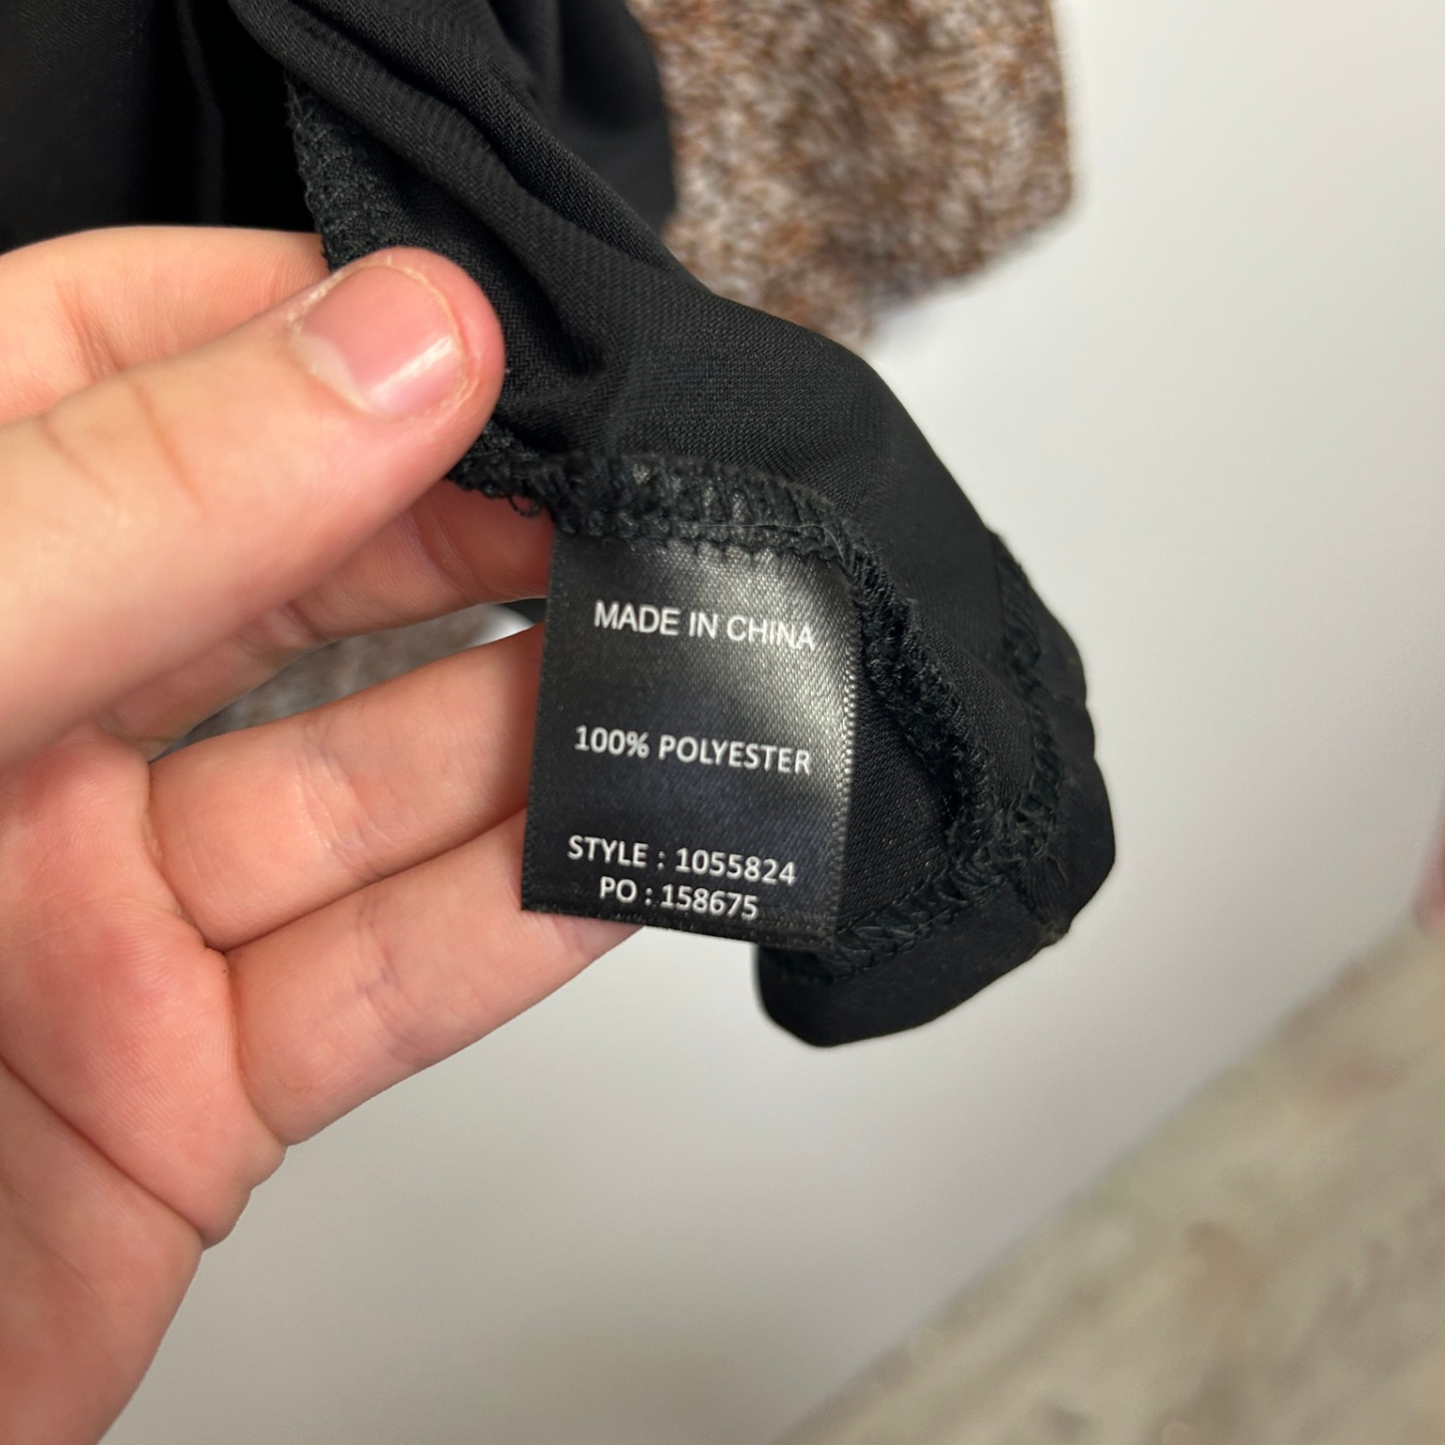 MADE IN CHINA
100% POLYESTER
STYLE : 1055824
PO : 158675